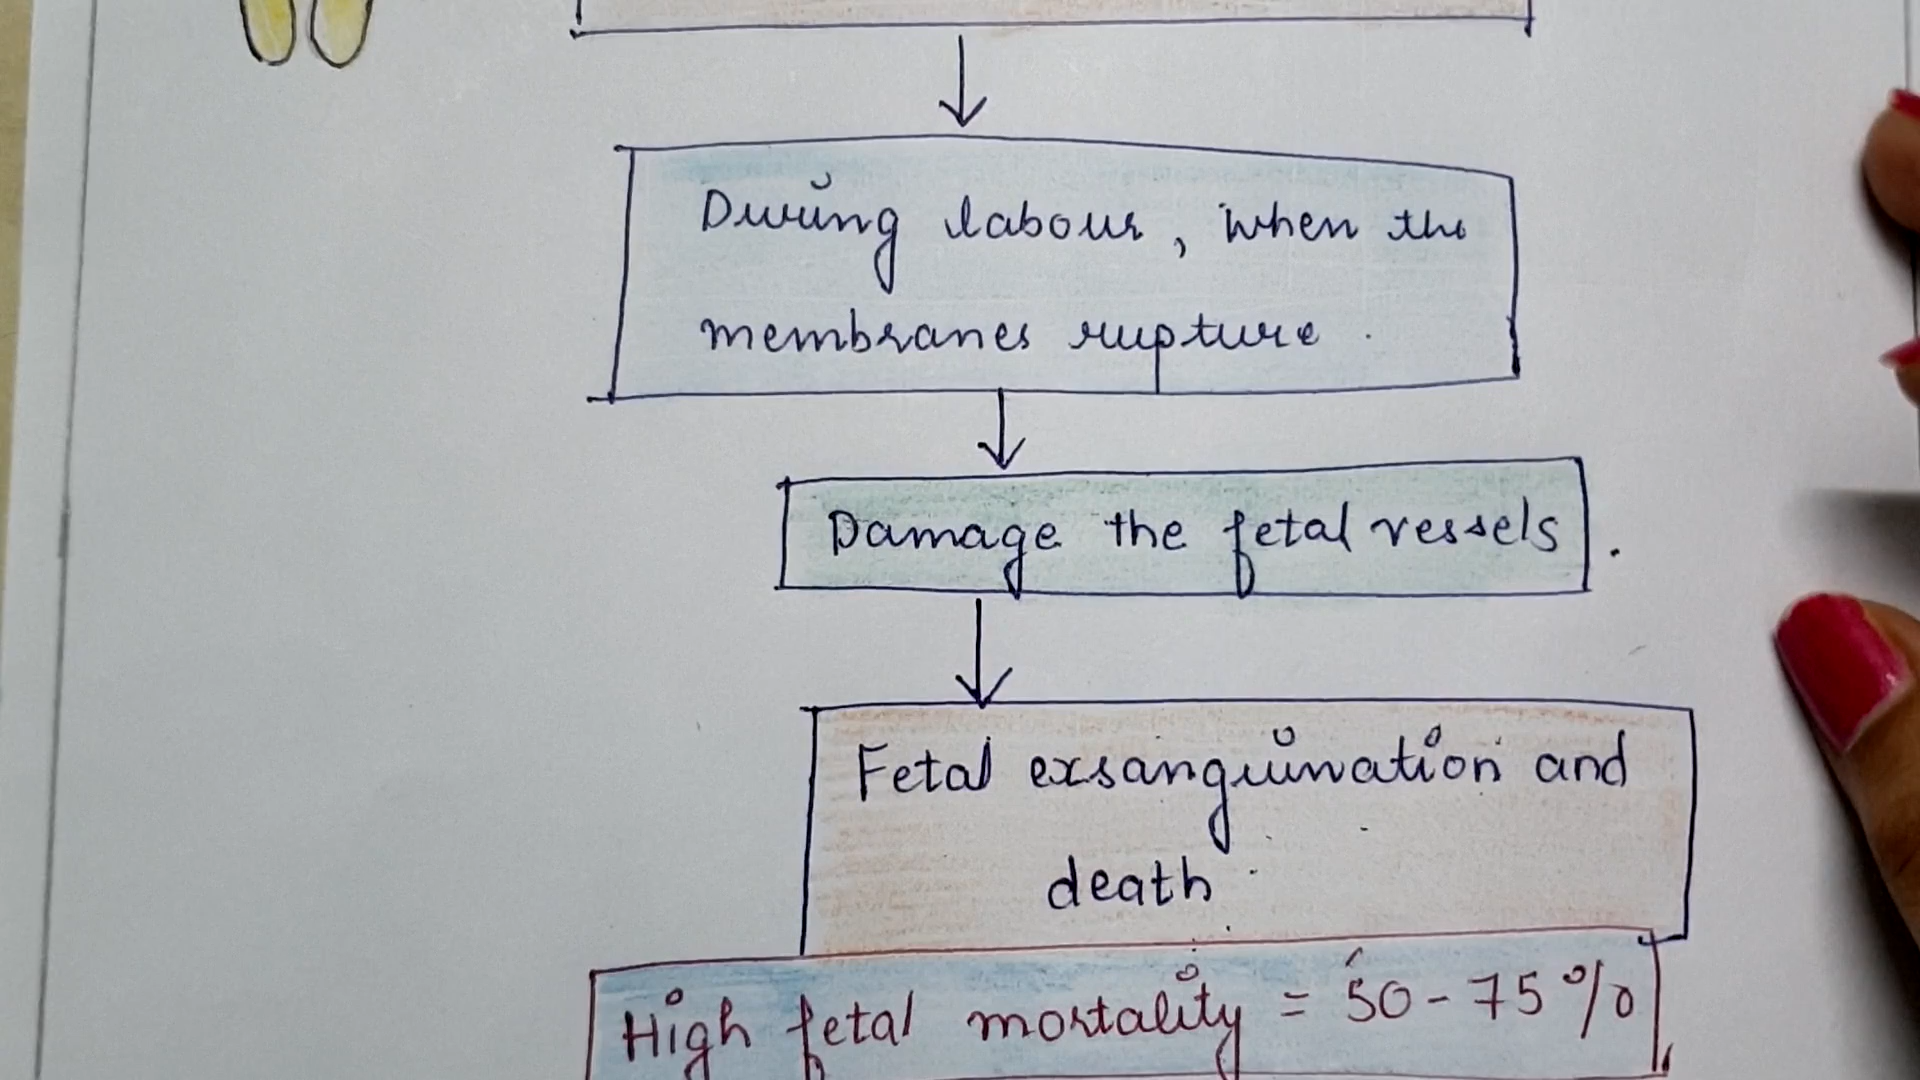 During labour, when the
membranes rupture.
Damage the fetal vessels.
Fetal exsanguination and
death.
High fetal mortality = 50-75%